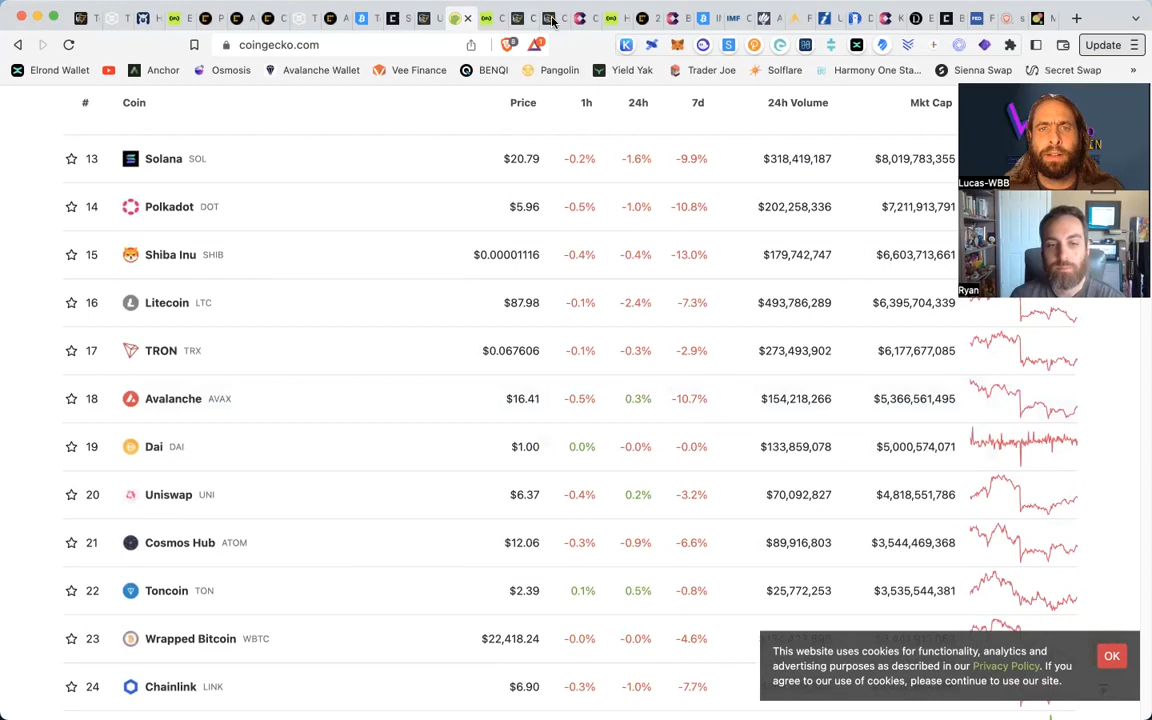 coingecko.com
Update
Elrond Wallet
Anchor
Osmosis
Avalanche Wallet
Vee Finance
BENQI
Pangolin
Yield Yak
Trader Joe
Solflare
Harmony One Sta...
Sienna Swap
Secret Swap
»
# Coin Price 1h 24h 7d 24h Volume Mkt Cap
13 Solana SOL $20.79 -0.2% -1.6% -9.9% $318,419,187 $8,019,783,355
14 Polkadot DOT $5.96 -0.5% -1.0% -10.8% $202,258,336 $7,211,913,791
15 Shiba Inu SHIB $0.00001116 -0.4% -0.4% -13.0% $179,742,747 $6,603,713,661
16 Litecoin LTC $87.98 -0.1% -2.4% -7.3% $493,786,289 $6,395,704,339
17 TRON TRX $0.067606 -0.1% -0.3% -2.9% $273,493,902 $6,177,677,085
18 Avalanche AVAX $16.41 -0.5% 0.3% -10.7% $154,218,266 $5,366,561,495
19 Dai DAI $1.00 0.0% -0.0% -0.0% $133,859,078 $5,000,574,071
20 Uniswap UNI $6.37 -0.4% 0.2% -3.2% $70,092,827 $4,818,551,786
21 Cosmos Hub ATOM $12.06 -0.3% -0.9% -6.6% $89,916,803 $3,544,469,368
22 Toncoin TON $2.39 0.1% 0.5% -0.8% $25,772,253 $3,535,544,381
23 Wrapped Bitcoin WBTC $22,418.24 -0.0% -0.0% -4.6%
24 Chainlink LINK $6.90 -0.3% -1.0% -7.7%
Lucas-WBB
Ryan
This website uses cookies for functionality, analytics and
advertising purposes as described in our Privacy Policy. If you
agree to our use of cookies, please continue to use our site.
OK